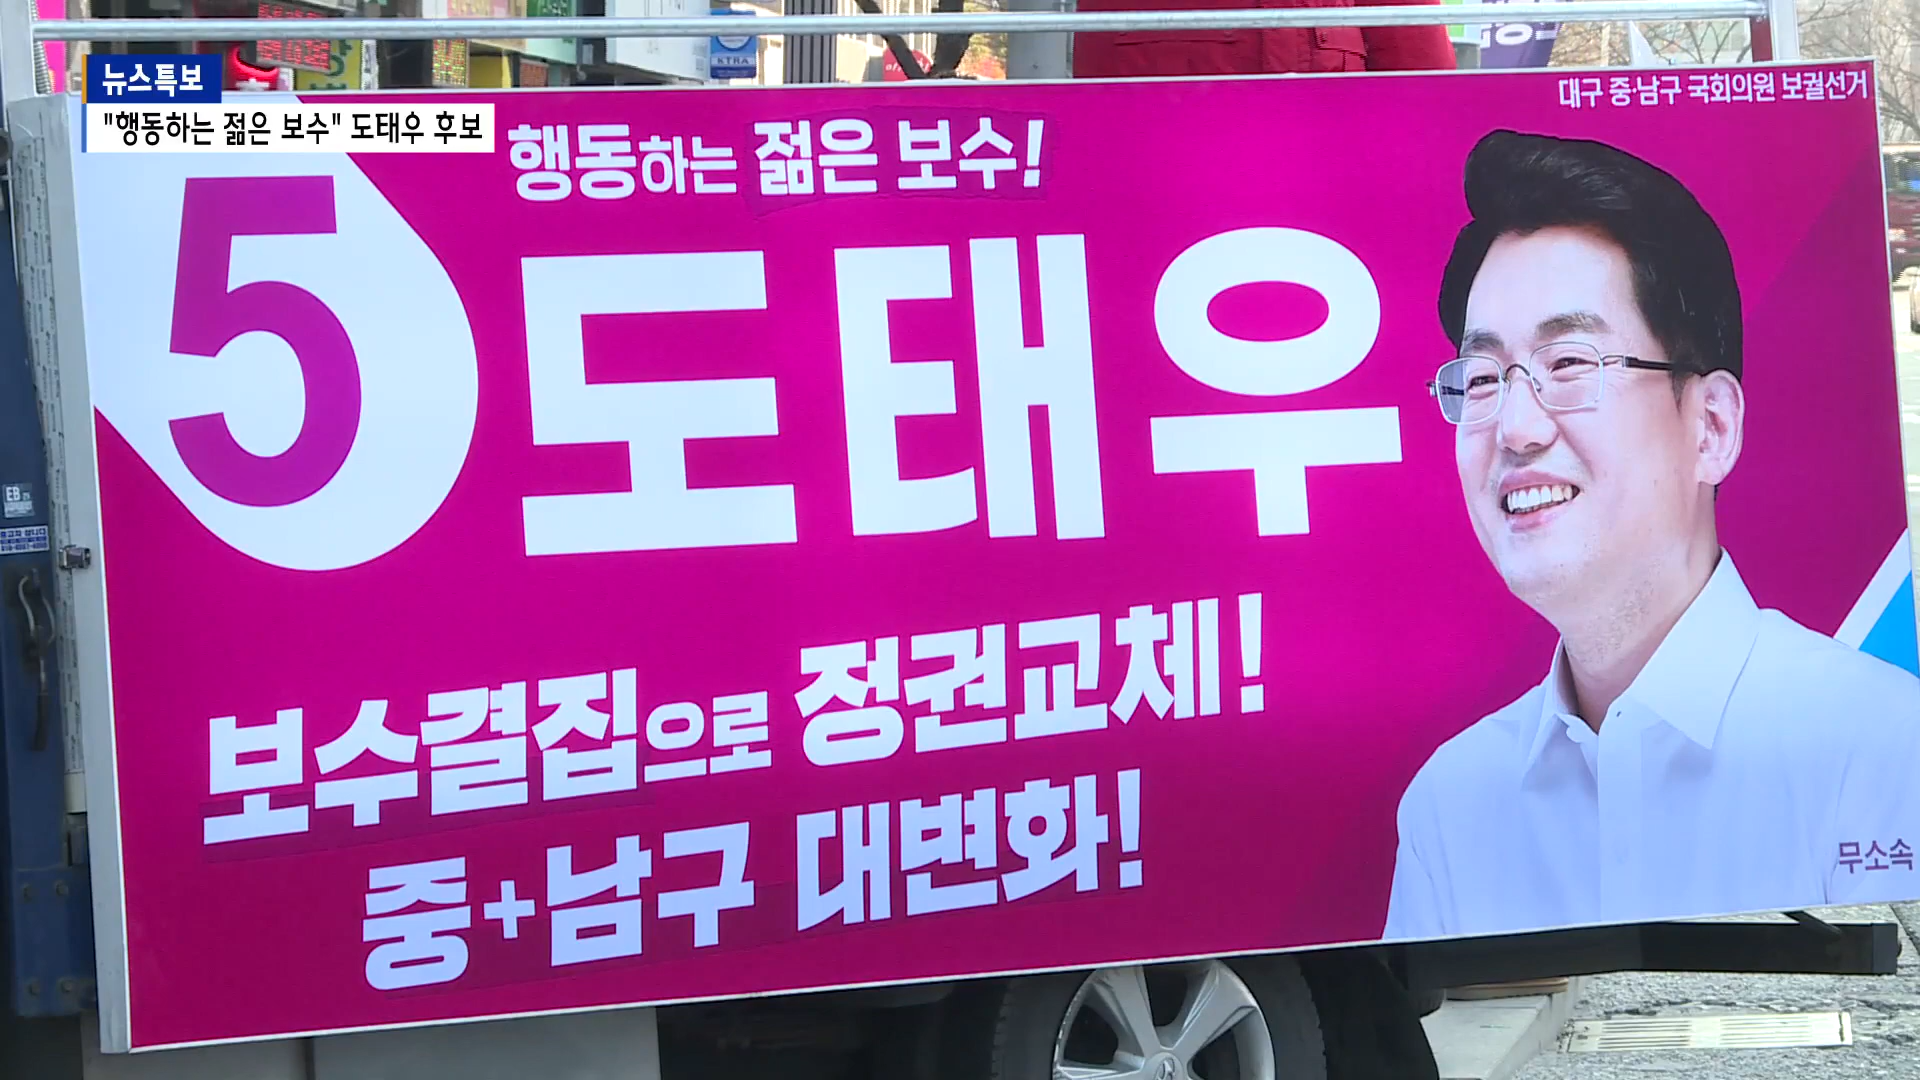 뉴스특보
"행동하는 젊은 보수" 도태우 후보
대구 중·남구 국회의원 보궐선거
행동하는 젊은 보수!
5 도태우
보수결집으로 정권교체!
중+남구 대변화!
무소속
KTRA
EB